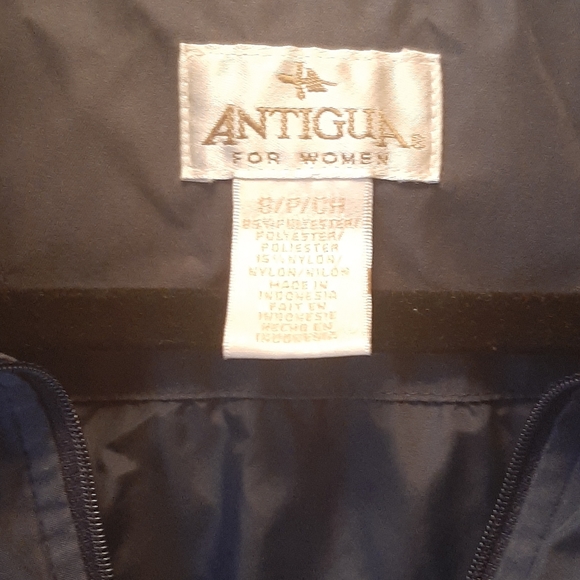 ANTIGUA®
FOR WOMEN
S/P/CH
85% POLYESTER/
POLYESTER/
POLIESTER
15% NYLON/
NYLON/NILON
MADE IN
INDONESIA
FAIT EN
INDONESIE
HECHO EN
INDONESIA